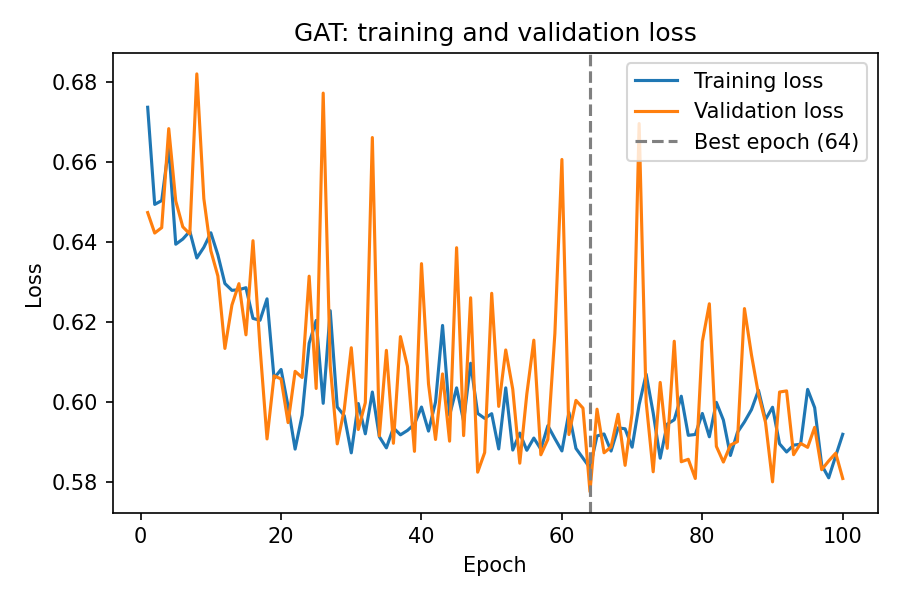 GAT: training and validation loss
Training loss
Validation loss
Best epoch (64)
Loss
0.68
0.66
0.64
0.62
0.60
0.58
0
20
40
60
80
100
Epoch